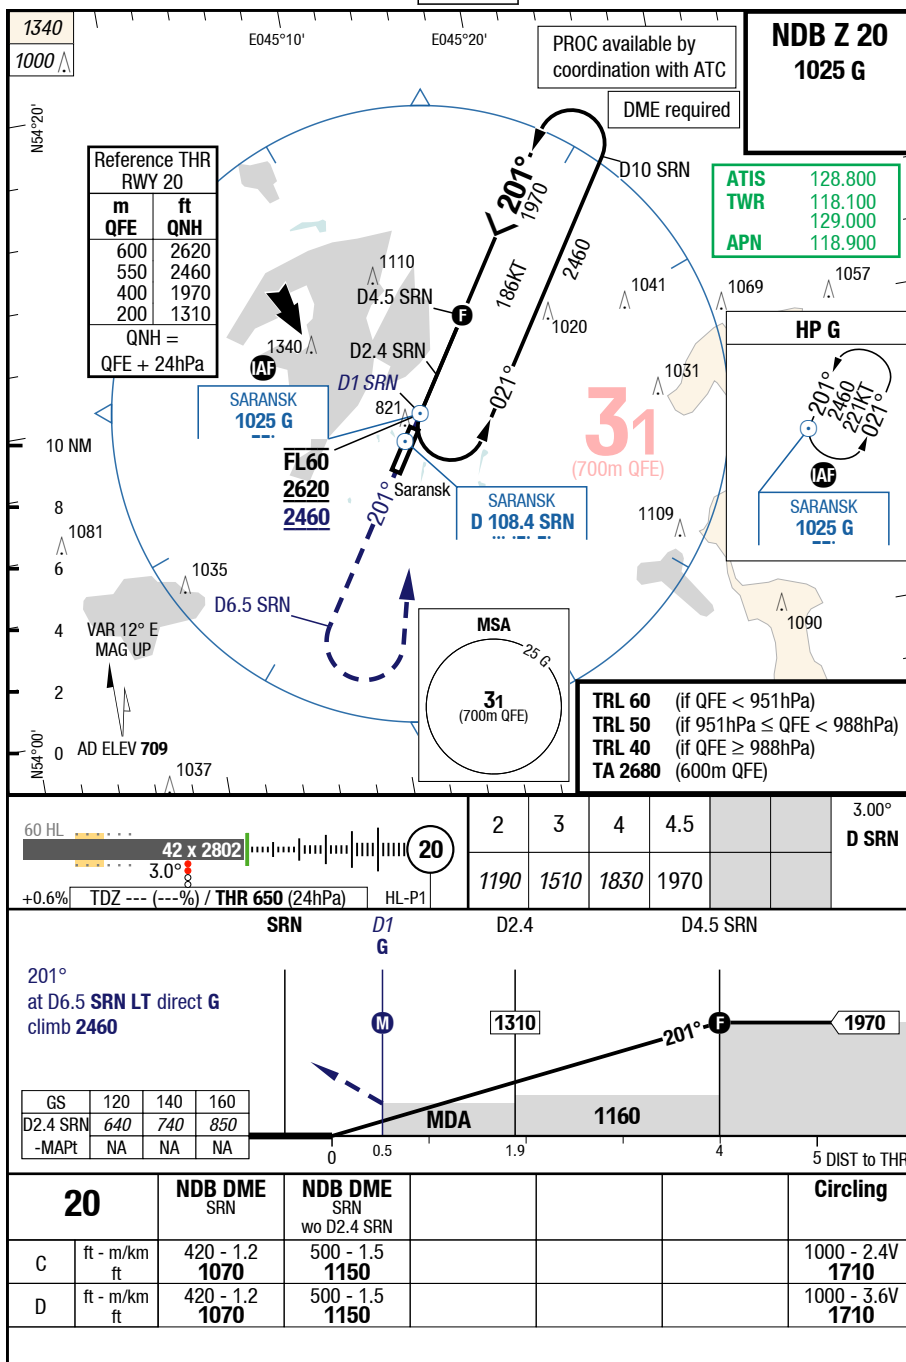 1340
1000
E045°10'
E045°20'
PROC available by
coordination with ATC
DME required
NDB Z 20
1025 G
N54°20'
Reference THR
RWY 20
m ft
QFE QNH
600 2620
550 2460
400 1970
200 1310
QNH =
QFE + 24hPa
ATIS 128.800
TWR 118.100
129.000
APN 118.900
D10 SRN
201°
1970
2460
186KT
021°
1110
D4.5 SRN
F
1041
1069
1057
1020
1340
D2.4 SRN
IAF
D1 SRN
SARANSK
1025 G
821
1031
31
(700m QFE)
HP G
201°
2460
221KT
021°
IAF
SARANSK
1025 G
FL60
2620
2460
Saransk
201°
SARANSK
D 108.4 SRN
1109
10 NM
8
6
4
2
0
1081
1035
D6.5 SRN
VAR 12° E
MAG UP
AD ELEV 709
N54°00'
1037
MSA
25 G
31
(700m QFE)
1090
TRL 60 (if QFE < 951hPa)
TRL 50 (if 951hPa ≤ QFE < 988hPa)
TRL 40 (if QFE ≥ 988hPa)
TA 2680 (600m QFE)
60 HL
42 x 2802
20
3.0°
+0.6%
TDZ --- (---%) / THR 650 (24hPa)
HL-P1
2 3 4 4.5
1190 1510 1830 1970
3.00°
D SRN
SRN D1 D2.4 D4.5 SRN
G
201°
at D6.5 SRN LT direct G
climb 2460
M
1310
201°
F
1970
MDA
1160
GS 120 140 160
D2.4 SRN 640 740 850
-MAPt NA NA NA
0 0.5 1.9 4 5 DIST to THR
20
NDB DME
SRN
NDB DME
SRN
wo D2.4 SRN
Circling
C ft - m/km 420 - 1.2 500 - 1.5 1000 - 2.4V
ft 1070 1150 1710
D ft - m/km 420 - 1.2 500 - 1.5 1000 - 3.6V
ft 1070 1150 1710